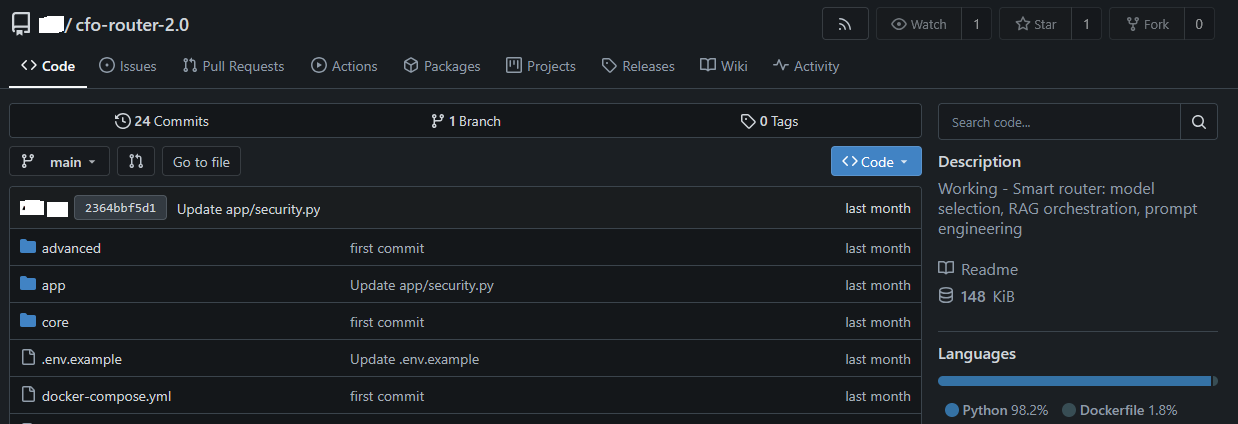 / cfo-router-2.0
Watch 1 Star 1 Fork 0
Code Issues Pull Requests Actions Packages Projects Releases Wiki Activity
24 Commits 1 Branch 0 Tags
main Go to file Code
2364bbf5d1 Update app/security.py last month
advanced first commit last month
app Update app/security.py last month
core first commit last month
.env.example Update .env.example last month
docker-compose.yml first commit last month
Search code...
Description
Working - Smart router: model
selection, RAG orchestration, prompt
engineering
Readme
148 KiB
Languages
Python 98.2% Dockerfile 1.8%